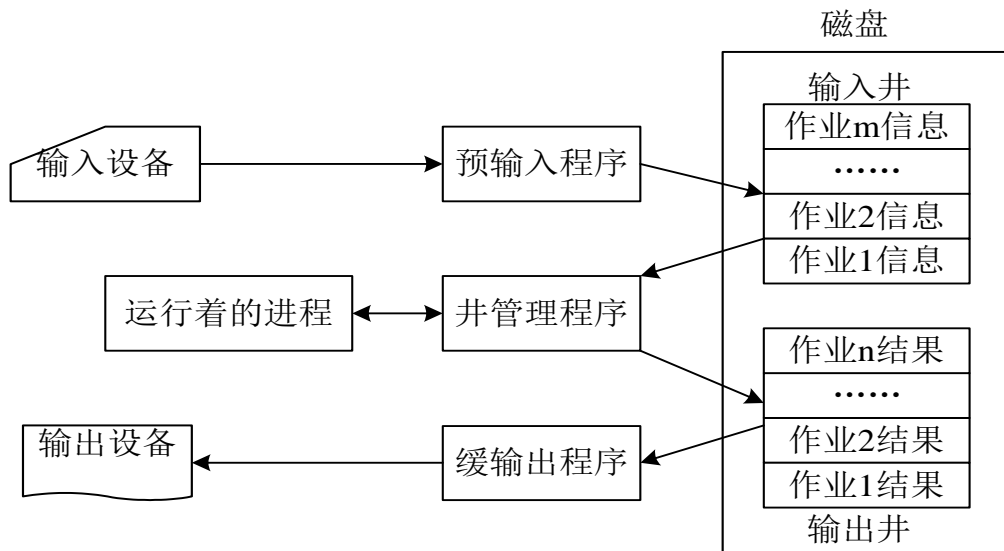 磁盘
输入井
作业m信息
……
作业2信息
作业1信息
输入设备
预输入程序
运行着的进程
井管理程序
作业n结果
……
作业2结果
作业1结果
输出井
输出设备
缓输出程序